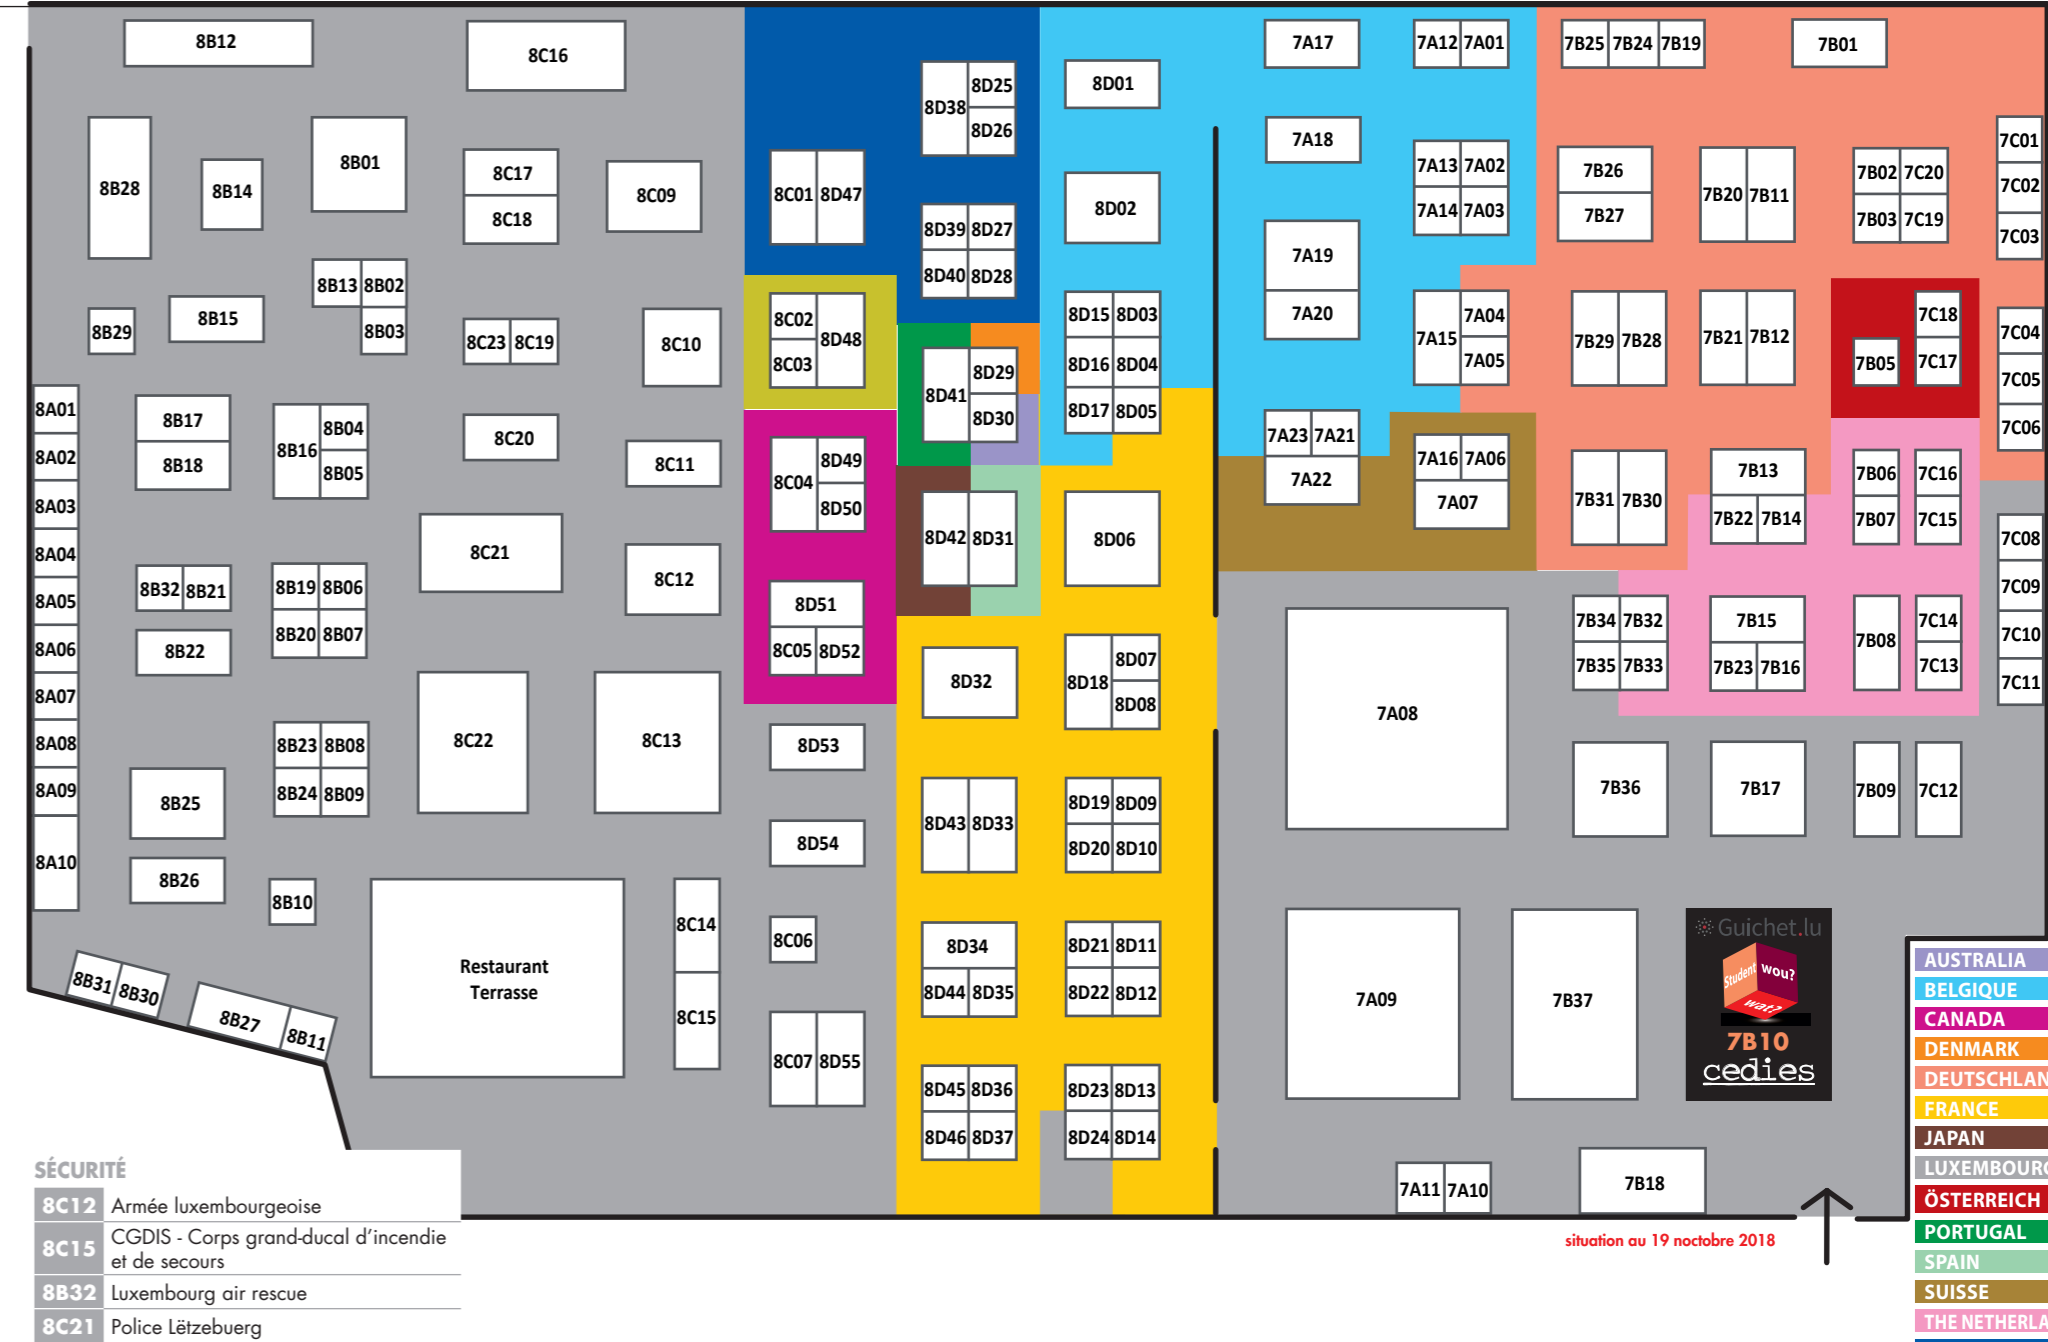 8B12
8C16
8B28
8B14
8B01
8C17
8C18
8C09
8B13 8B02
8B03
8B29
8B15
8C23 8C19
8C10
8A01
8A02
8A03
8A04
8A05
8A06
8A07
8A08
8A09
8A10
8B17
8B18
8B16
8B04
8B05
8C20
8C11
8C21
8C12
8B32 8B21
8B22
8B19 8B06
8B20 8B07
8C22
8C13
8B23 8B08
8B24 8B09
8B25
8B26
8B10
8B31 8B30
8B27
8B11
Restaurant
Terrasse
8C14
8C15
8C01 8D47
8D38
8D25
8D26
8D39 8D27
8D40 8D28
8C02
8C03
8D48
8D41
8D29
8D30
8C04
8D49
8D50
8D42 8D31
8D51
8C05 8D52
8D53
8D54
8C06
8C07 8D55
8D32
8D43 8D33
8D34
8D44 8D35
8D45 8D36
8D46 8D37
8D01
8D02
8D15 8D03
8D16 8D04
8D17 8D05
8D06
8D18
8D07
8D08
8D19 8D09
8D20 8D10
8D21 8D11
8D22 8D12
8D23 8D13
8D24 8D14
7A17
7A12 7A01
7A18
7A13 7A02
7A14 7A03
7A19
7A20
7A15
7A04
7A05
7A23 7A21
7A22
7A16 7A06
7A07
7A08
7A09
7A11 7A10
7B25 7B24 7B19
7B01
7B26
7B27
7B20 7B11
7B02 7C20
7B03 7C19
7C01
7C02
7C03
7B29 7B28
7B21 7B12
7B05
7C18
7C17
7C04
7C05
7C06
7B31 7B30
7B13
7B22 7B14
7B06
7B07
7C16
7C15
7C08
7C09
7C10
7C11
7B34 7B32
7B35 7B33
7B15
7B23 7B16
7B08
7C14
7C13
7B36
7B17
7B09
7C12
7B37
Guichet.lu
Student
wou?
wat?
7B10
cedies
7B18
situation au 19 noctobre 2018
AUSTRALIA
BELGIQUE
CANADA
DENMARK
DEUTSCHLAN
FRANCE
JAPAN
LUXEMBOURG
ÖSTERREICH
PORTUGAL
SPAIN
SUISSE
THE NETHERLA
SÉCURITÉ
8C12 Armée luxembourgeoise
8C15 CGDIS - Corps grand-ducal d'incendie
et de secours
8B32 Luxembourg air rescue
8C21 Police Lëtzebuerg